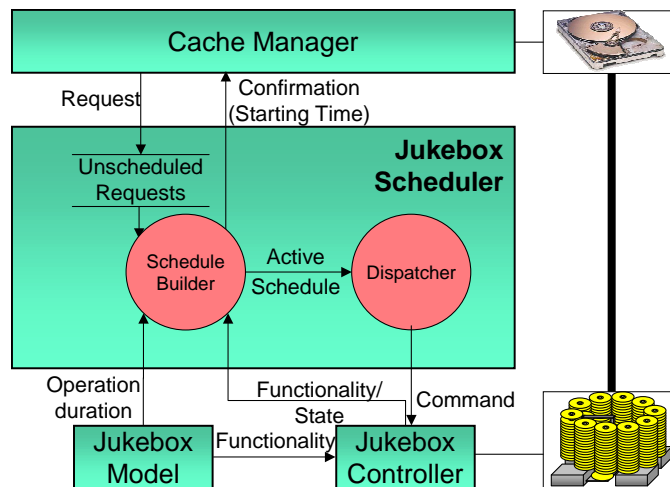 Cache Manager
Request
Confirmation
(Starting Time)
Jukebox
Scheduler
Unscheduled
Requests
Schedule
Builder
Active
Schedule
Dispatcher
Operation
duration
Functionality/
State
Command
Jukebox
Model
Functionality
Jukebox
Controller